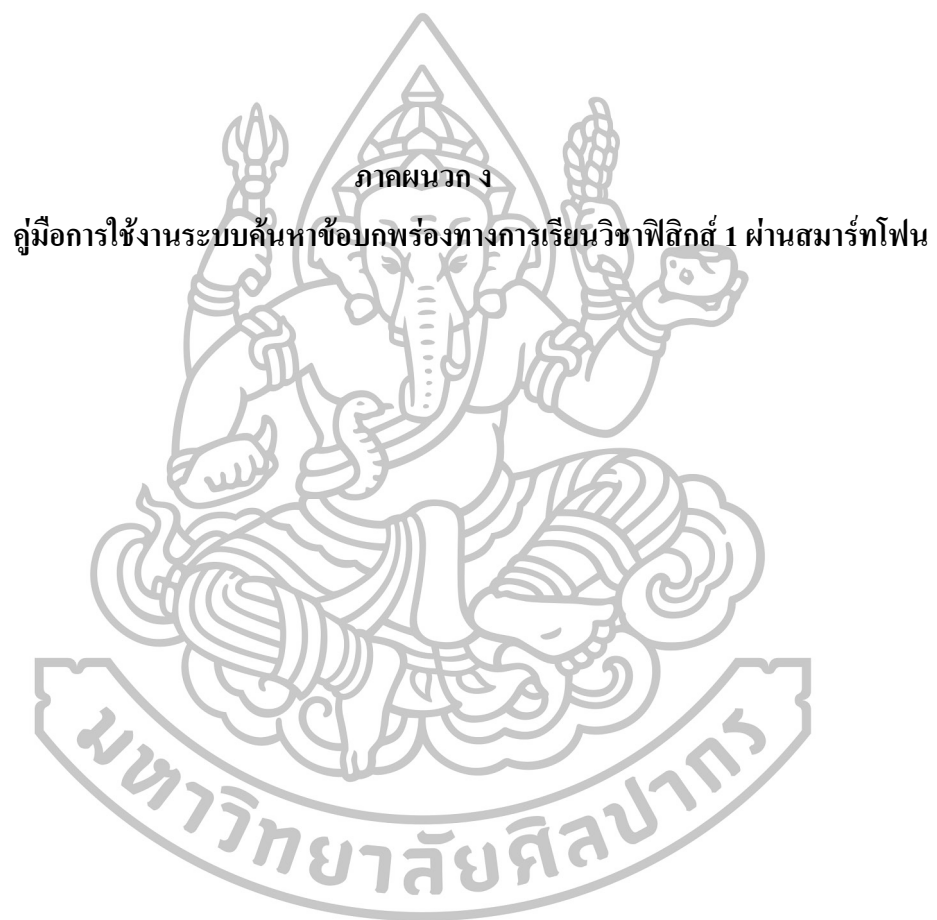 ภาคผนวก ง
คู่มือการใช้งานระบบค้นหาข้อบกพร่องทางการเรียนวิชาฟิสิกส์ 1 ผ่านสมาร์ทโฟน
มหาวิทยาลัยศิลปากร